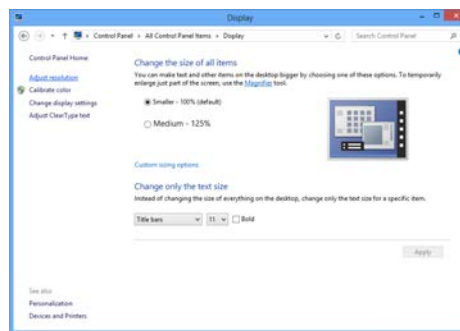 Display
Control Panel ▸ All Control Panel Items ▸ Display
Search Control Panel
Control Panel Home
Adjust resolution
Calibrate color
Change display settings
Adjust ClearType text
Change the size of all items
You can make text and other items on the desktop bigger by choosing one of these options. To temporarily
enlarge just part of the screen, use the Magnifier tool.
Smaller - 100% (default)
Medium - 125%
Custom sizing options
Change only the text size
Instead of changing the size of everything on the desktop, change only the text size for a specific item.
Title bars 11 Bold
Apply
See also
Personalization
Devices and Printers